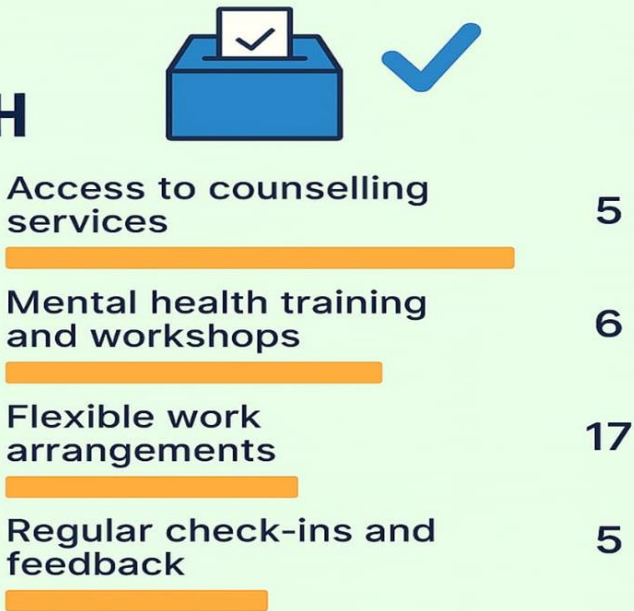 H
Access to counselling
services
5
Mental health training
and workshops
6
Flexible work
arrangements
17
Regular check-ins and
feedback
5